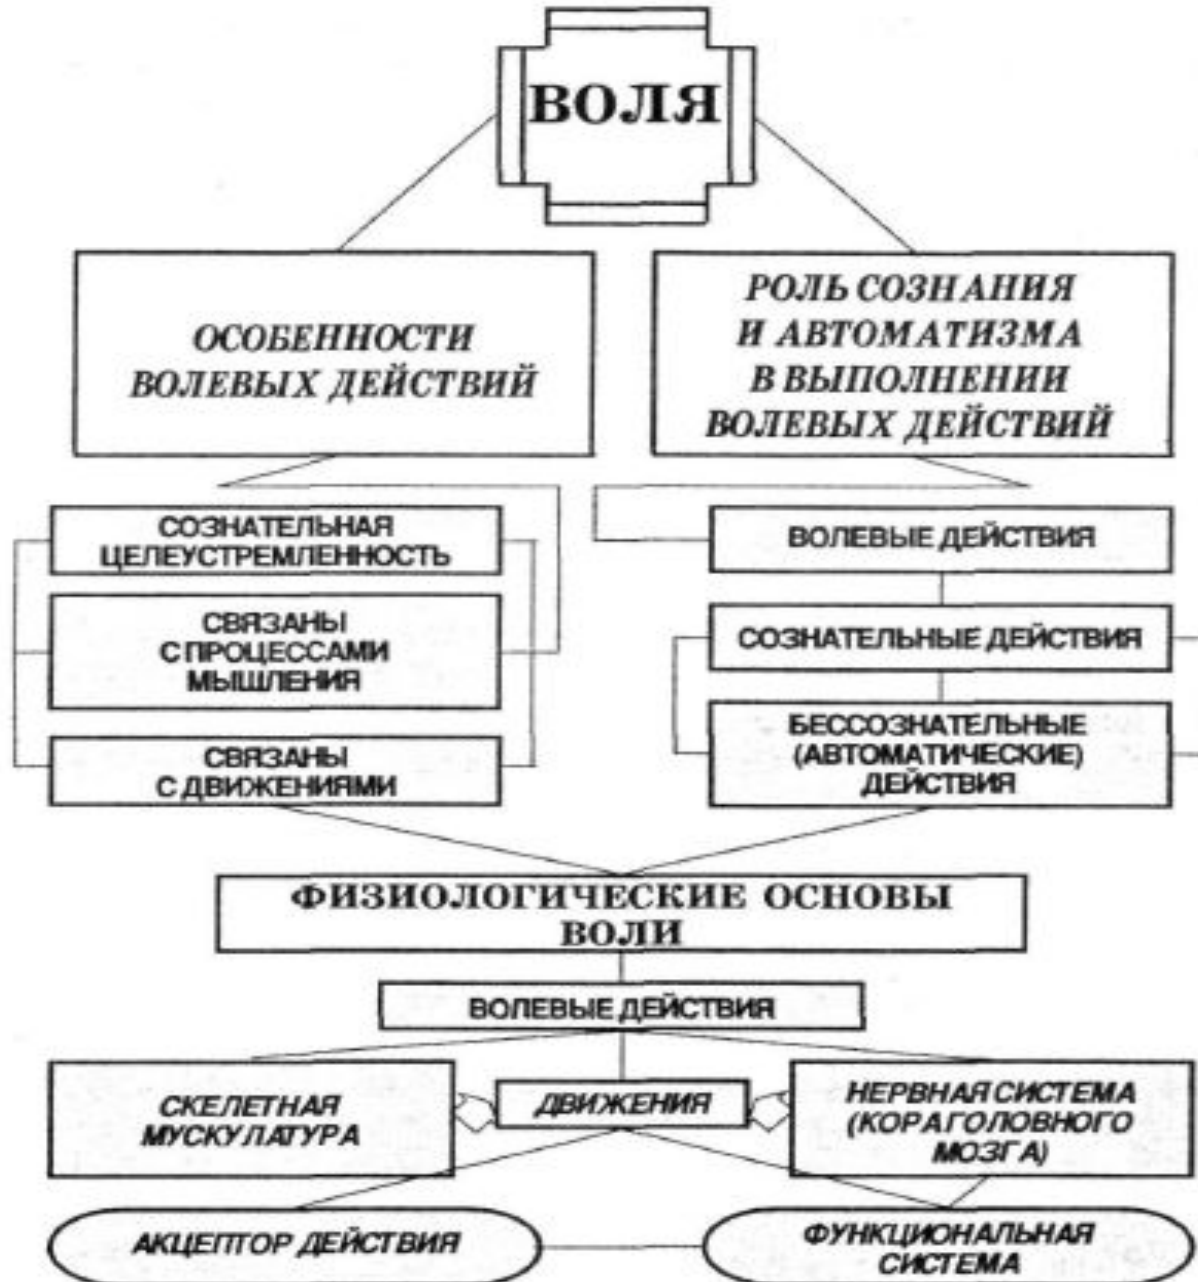 ВОЛЯ
ОСОБЕННОСТИ
ВОЛЕВЫХ ДЕЙСТВИЙ
РОЛЬ СОЗНАНИЯ
И АВТОМАТИЗМА
В ВЫПОЛНЕНИИ
ВОЛЕВЫХ ДЕЙСТВИЙ
СОЗНАТЕЛЬНАЯ
ЦЕЛЕУСТРЕМЛЕННОСТЬ
СВЯЗАНЫ
С ПРОЦЕССАМИ
МЫШЛЕНИЯ
СВЯЗАНЫ
С ДВИЖЕНИЯМИ
ВОЛЕВЫЕ ДЕЙСТВИЯ
СОЗНАТЕЛЬНЫЕ ДЕЙСТВИЯ
БЕССОЗНАТЕЛЬНЫЕ
(АВТОМАТИЧЕСКИЕ)
ДЕЙСТВИЯ
ФИЗИОЛОГИЧЕСКИЕ ОСНОВЫ
ВОЛИ
ВОЛЕВЫЕ ДЕЙСТВИЯ
СКЕЛЕТНАЯ
МУСКУЛАТУРА
ДВИЖЕНИЯ
НЕРВНАЯ СИСТЕМА
(КОРА ГОЛОВНОГО
МОЗГА)
АКЦЕПТОР ДЕЙСТВИЯ
ФУНКЦИОНАЛЬНАЯ
СИСТЕМА